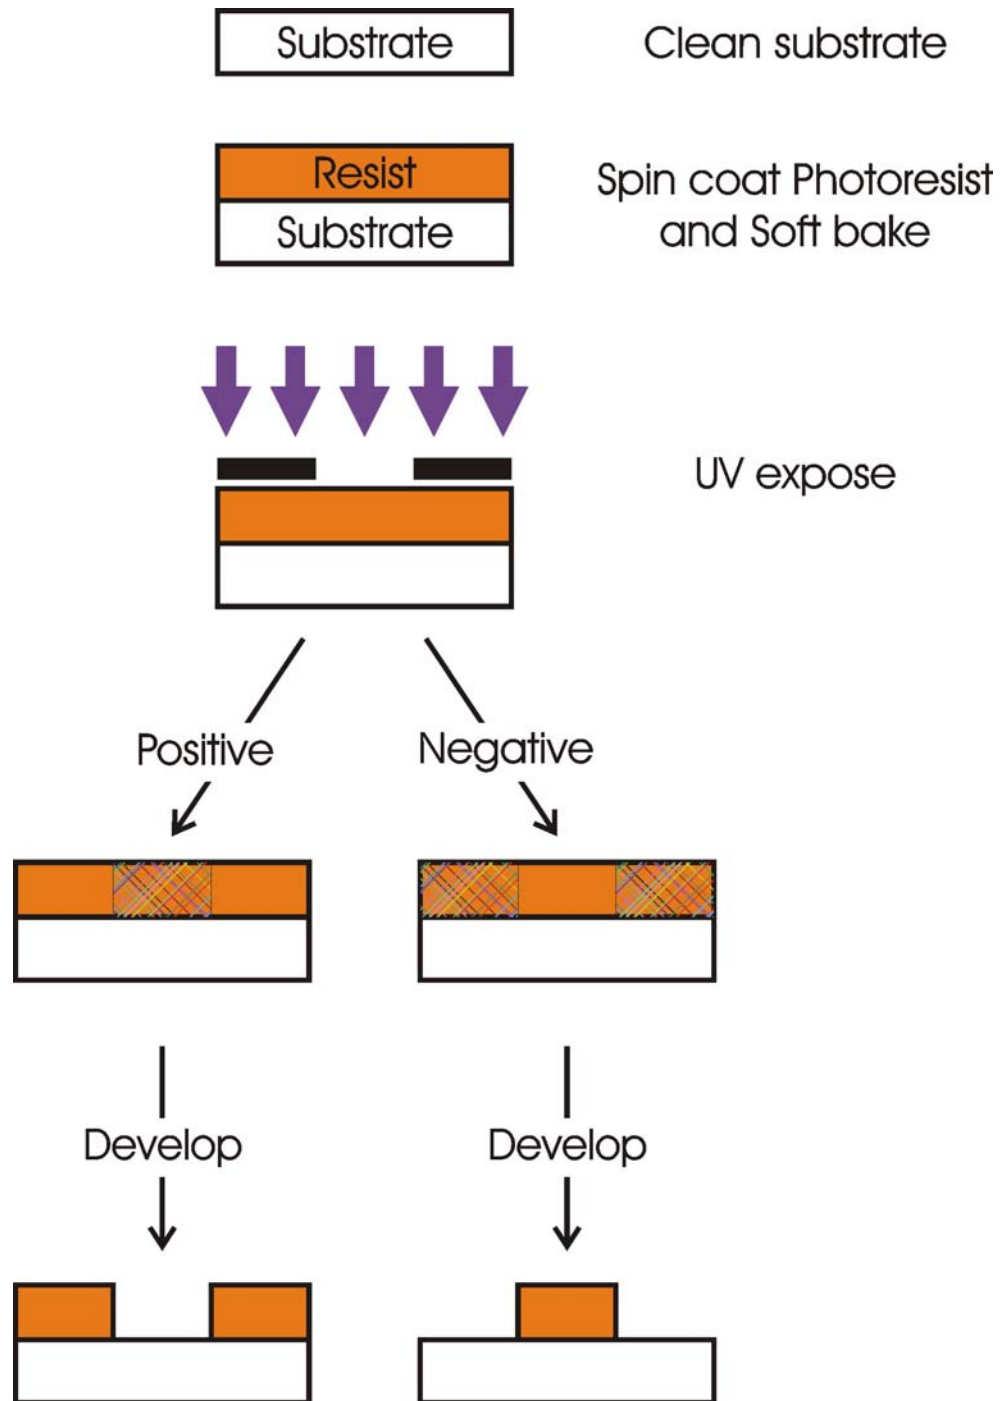 Substrate
Clean substrate
Resist
Substrate
Spin coat Photoresist
and Soft bake
UV expose
Positive
Negative
Develop
Develop